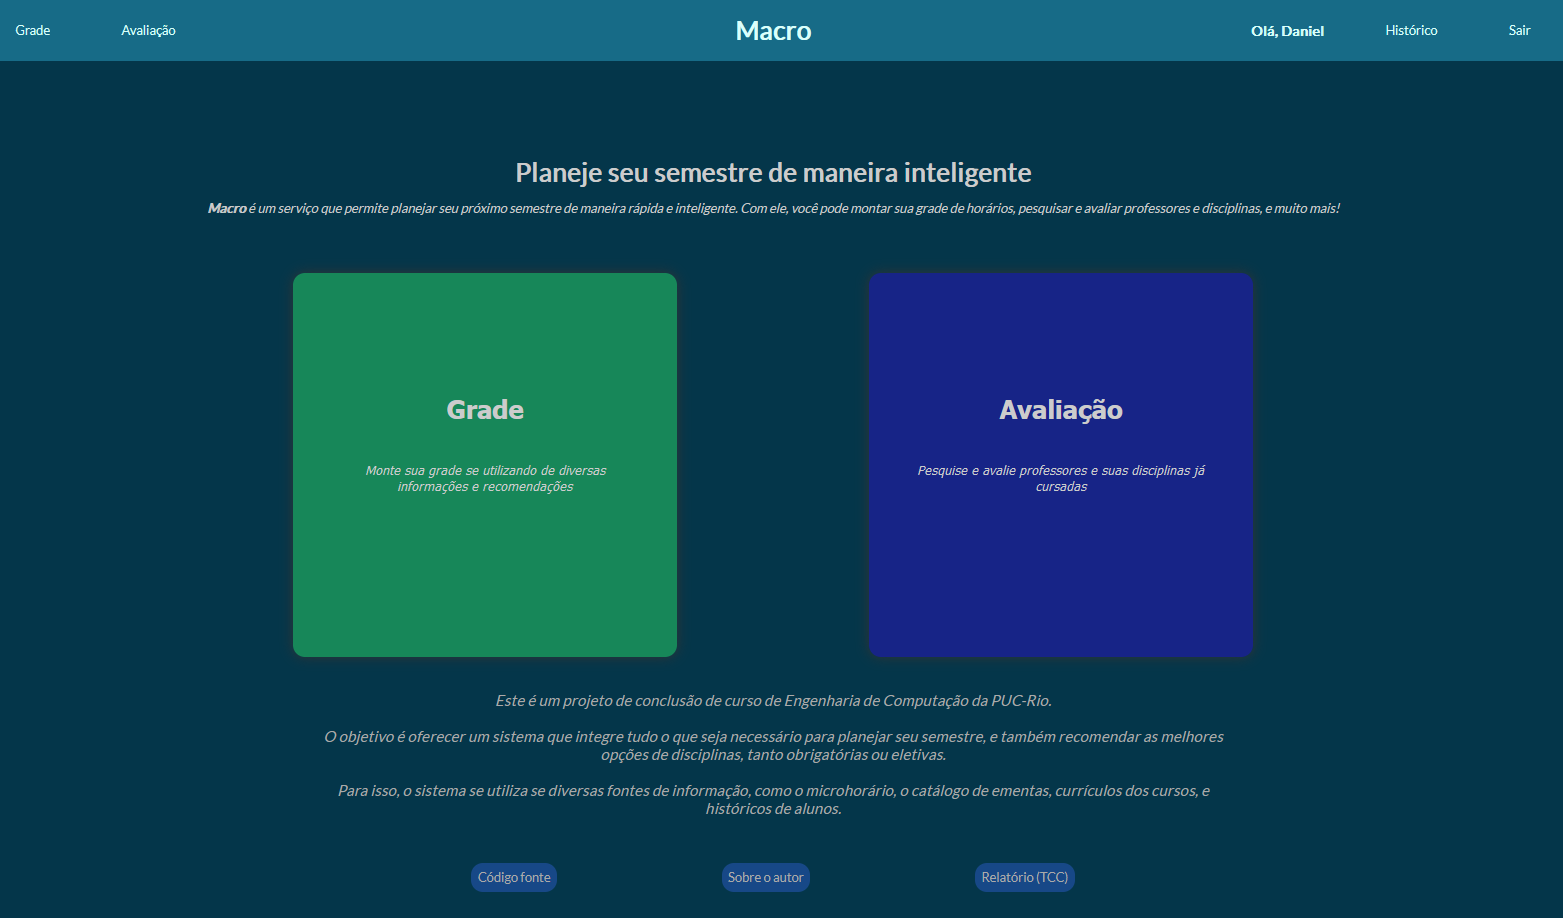 Grade
Avaliação
Macro
Olá, Daniel
Histórico
Sair
Planeje seu semestre de maneira inteligente
Macro é um serviço que permite planejar seu próximo semestre de maneira rápida e inteligente. Com ele, você pode montar sua grade de horários, pesquisar e avaliar professores e disciplinas, e muito mais!
Grade
Monte sua grade se utilizando de diversas
informações e recomendações
Avaliação
Pesquise e avalie professores e suas disciplinas já
cursadas
Este é um projeto de conclusão de curso de Engenharia de Computação da PUC-Rio.
O objetivo é oferecer um sistema que integre tudo o que seja necessário para planejar seu semestre, e também recomendar as melhores
opções de disciplinas, tanto obrigatórias ou eletivas.
Para isso, o sistema se utiliza se diversas fontes de informação, como o microhorário, o catálogo de ementas, currículos dos cursos, e
históricos de alunos.
Código fonte
Sobre o autor
Relatório (TCC)